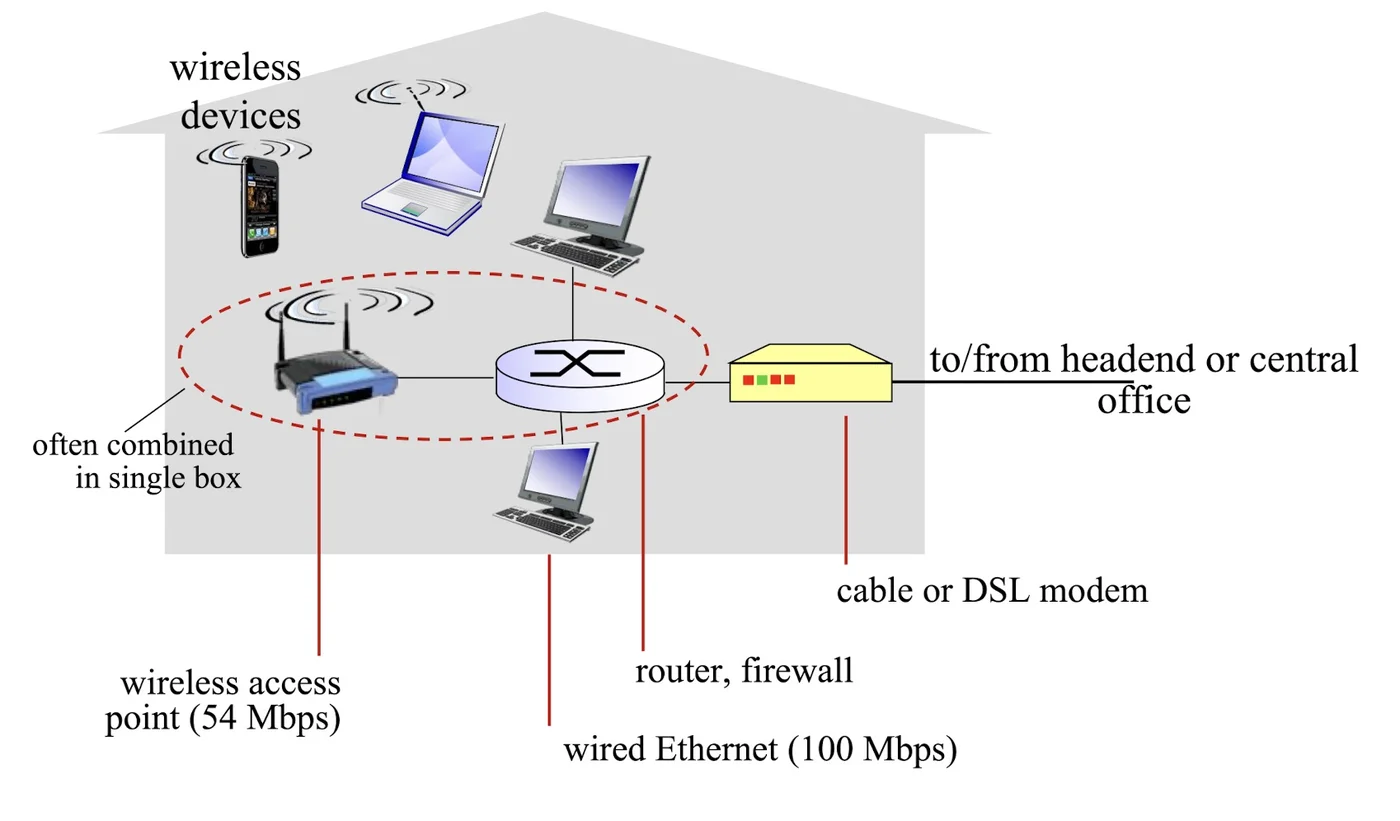 wireless
devices
to/from headend or central
office
often combined
in single box
cable or DSL modem
wireless access
point (54 Mbps)
router, firewall
wired Ethernet (100 Mbps)